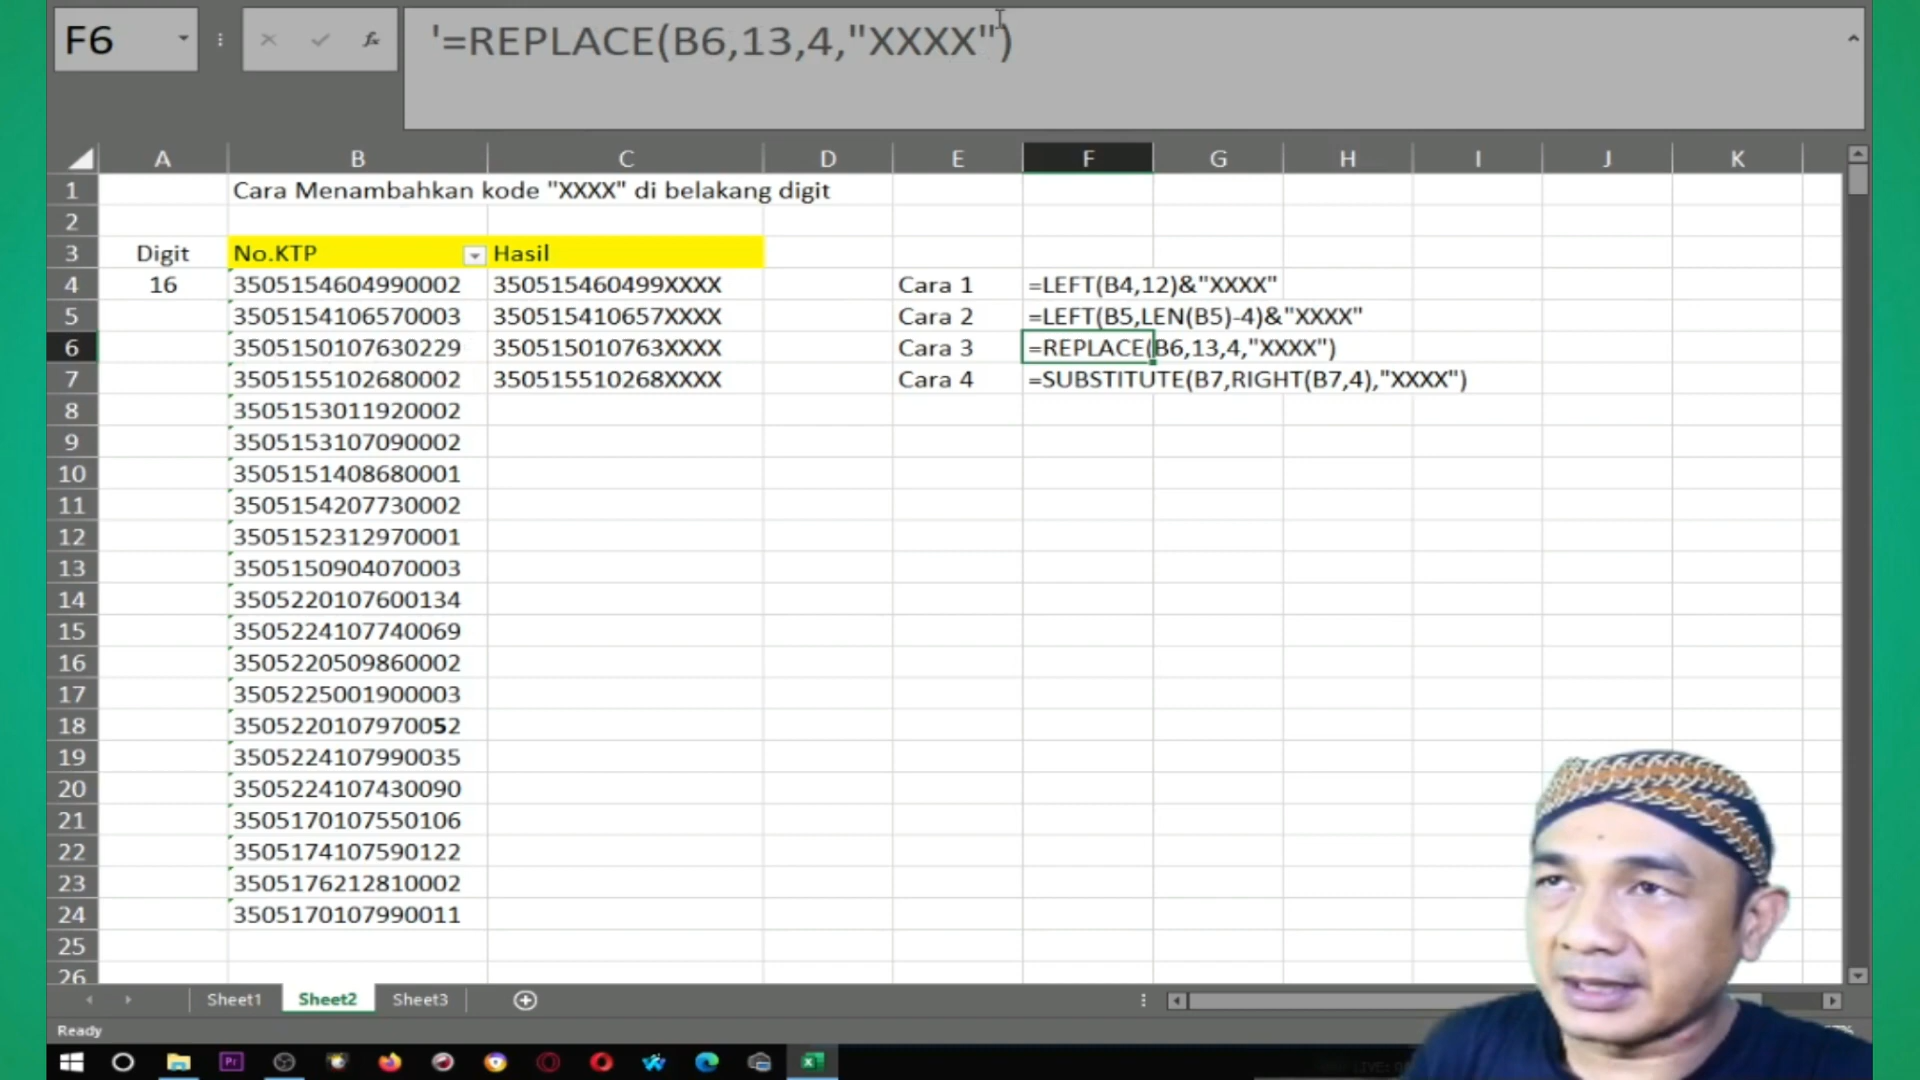 F6
fx
'=REPLACE(B6,13,4,"XXXX")
A B C D E F G H I J K
1 Cara Menambahkan kode "XXXX" di belakang digit
2
3 Digit No.KTP Hasil
4 16 3505154604990002 350515460499XXXX Cara 1 =LEFT(B4,12)&"XXXX"
5 3505154106570003 350515410657XXXX Cara 2 =LEFT(B5,LEN(B5)-4)&"XXXX"
6 3505150107630229 350515010763XXXX Cara 3 =REPLACE(B6,13,4,"XXXX")
7 3505155102680002 350515510268XXXX Cara 4 =SUBSTITUTE(B7,RIGHT(B7,4),"XXXX")
8 3505153011920002
9 3505153107090002
10 3505151408680001
11 3505154207730002
12 3505152312970001
13 3505150904070003
14 3505220107600134
15 3505224107740069
16 3505220509860002
17 3505225001900003
18 3505220107970052
19 3505224107990035
20 3505224107430090
21 3505170107550106
22 3505174107590122
23 3505176212810002
24 3505170107990011
25
26
Sheet1 Sheet2 Sheet3
Ready
Pr